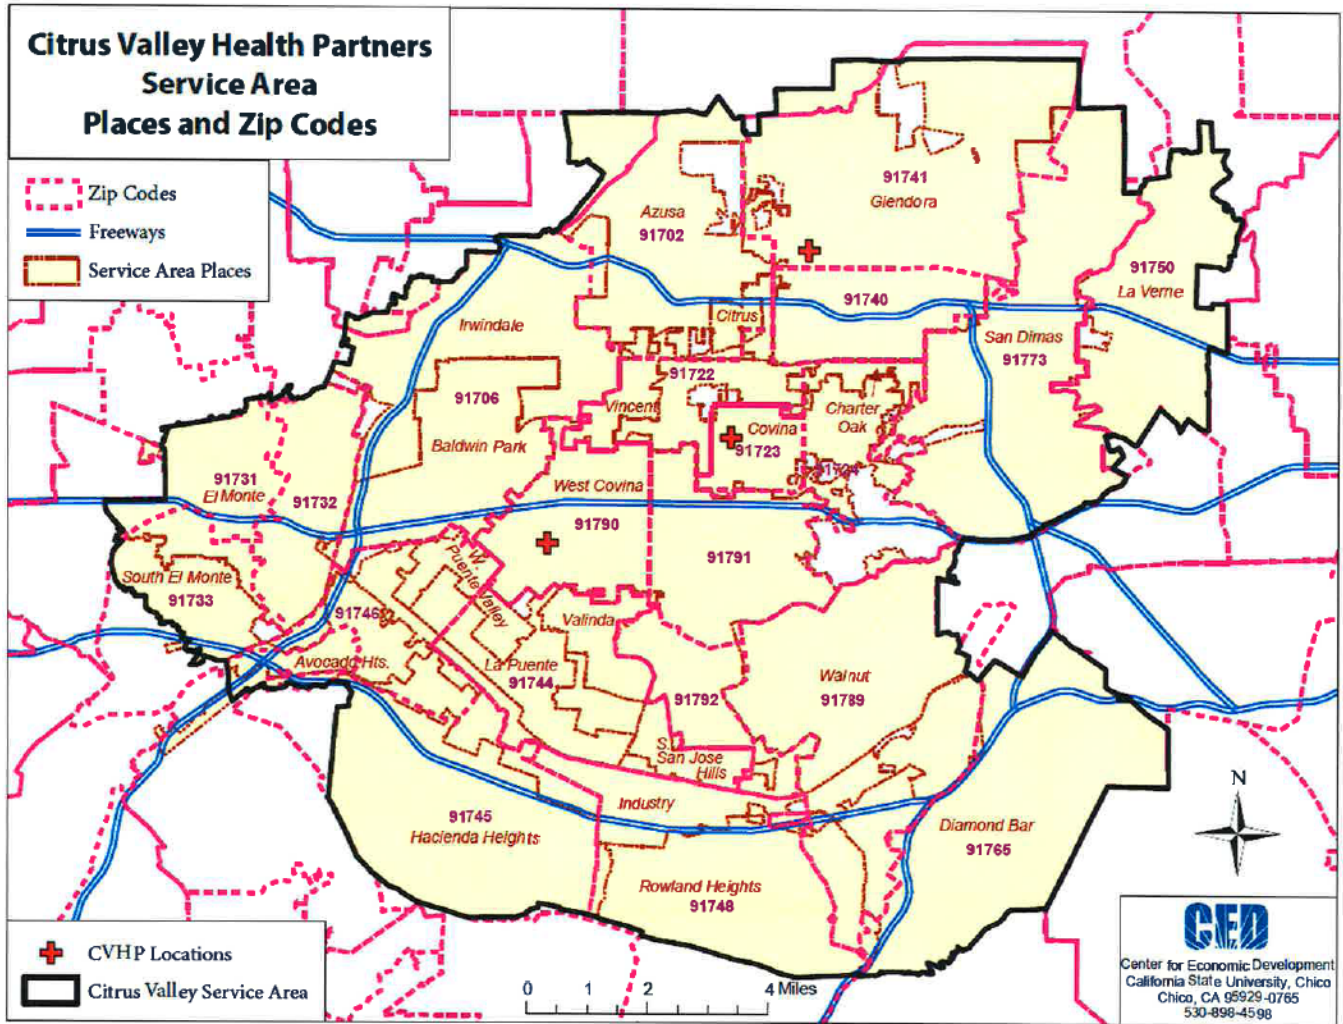 Citrus Valley Health Partners
Service Area
Places and Zip Codes
Zip Codes
Freeways
Service Area Places
91741
Glendora
Azusa
91702
91750
La Verne
91740
Citrus
Irwindale
San Dimas
91773
91722
91706
Vincent
Charter
Oak
Covina
91723
Baldwin Park
91724
91731
El Monte
91732
West Covina
91790
91791
W.
Puente Valley
South El Monte
91733
91746
Valinda
Avocado Hts.
La Puente
91744
Walnut
91789
91792
S.
San Jose
Hills
Industry
91745
Hacienda Heights
Diamond Bar
91765
Rowland Heights
91748
N
CVHP Locations
Citrus Valley Service Area
0 1 2 4 Miles
CED
Center for Economic Development
California State University, Chico
Chico, CA 95929-0765
530-898-4598